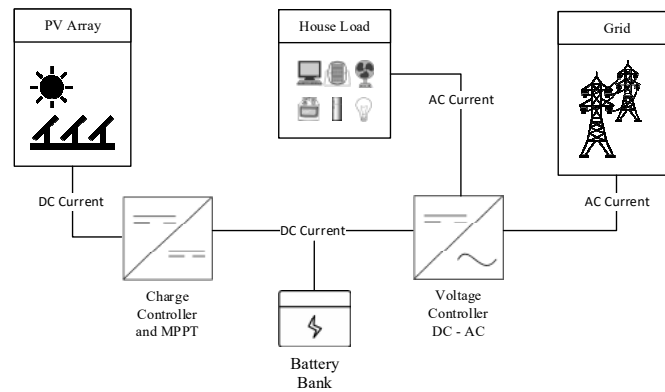 PV Array
House Load
Grid
AC Current
DC Current
AC Current
DC Current
Charge
Controller
and MPPT
Voltage
Controller
DC - AC
Battery
Bank